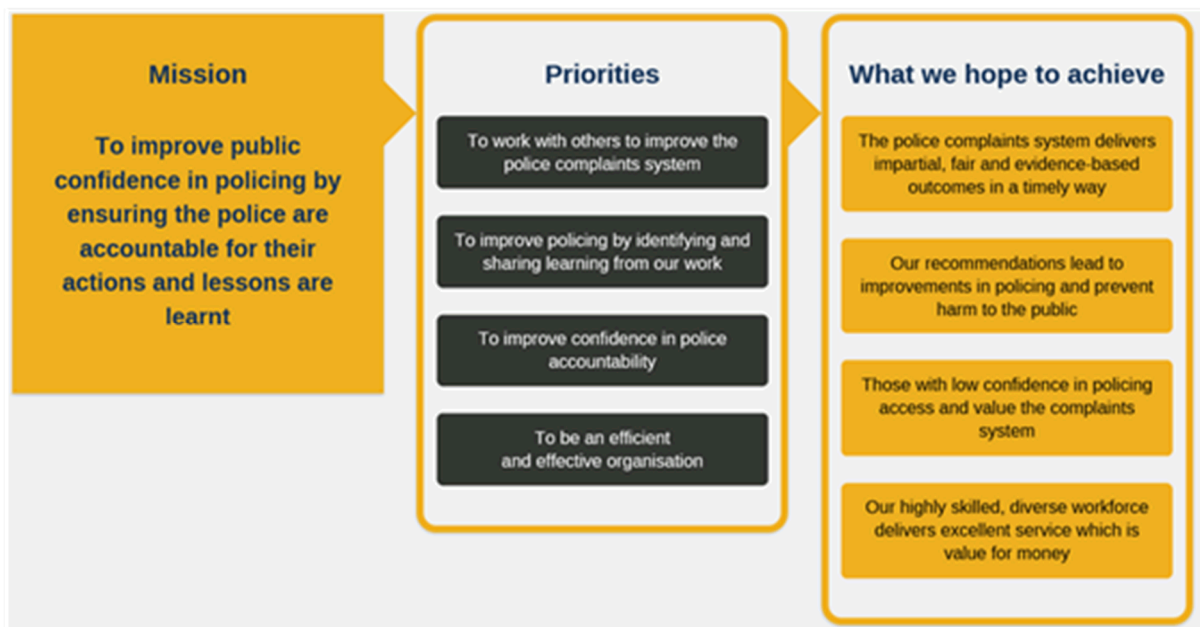 Mission
To improve public
confidence in policing by
ensuring the police are
accountable for their
actions and lessons are
learnt
Priorities
To work with others to improve the
police complaints system
To improve policing by identifying and
sharing learning from our work
To improve confidence in police
accountability
To be an efficient
and effective organisation
What we hope to achieve
The police complaints system delivers
impartial, fair and evidence-based
outcomes in a timely way
Our recommendations lead to
improvements in policing and prevent
harm to the public
Those with low confidence in policing
access and value the complaints
system
Our highly skilled, diverse workforce
delivers excellent service which is
value for money